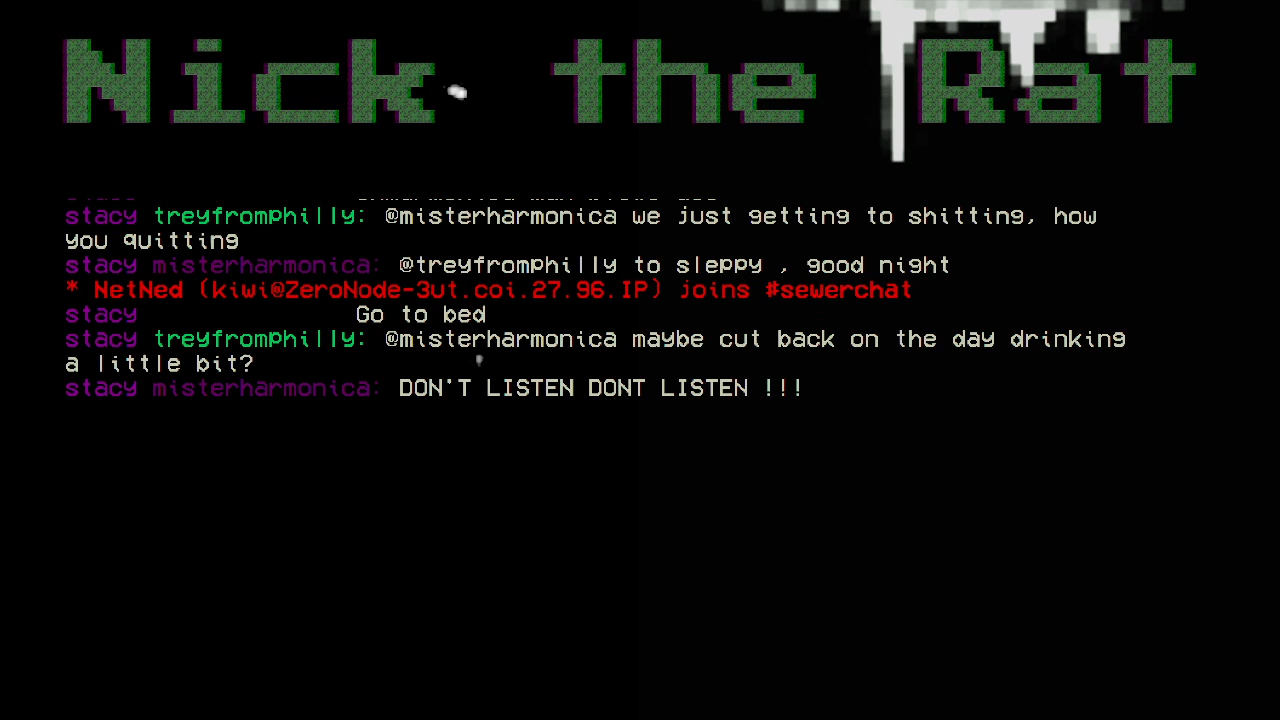 Nick the Rat
stacy treyfromphilly: @misterharmonica we just getting to shitting, how
you quitting
stacy misterharmonica: @treyfromphilly to sleppy , good night
* NetNed (kiwi@ZeroNode-3ut.coi.27.96.IP) joins #sewerchat
stacy Go to bed
stacy treyfromphilly: @misterharmonica maybe cut back on the day drinking
a little bit?
stacy misterharmonica: DON'T LISTEN DONT LISTEN !!!